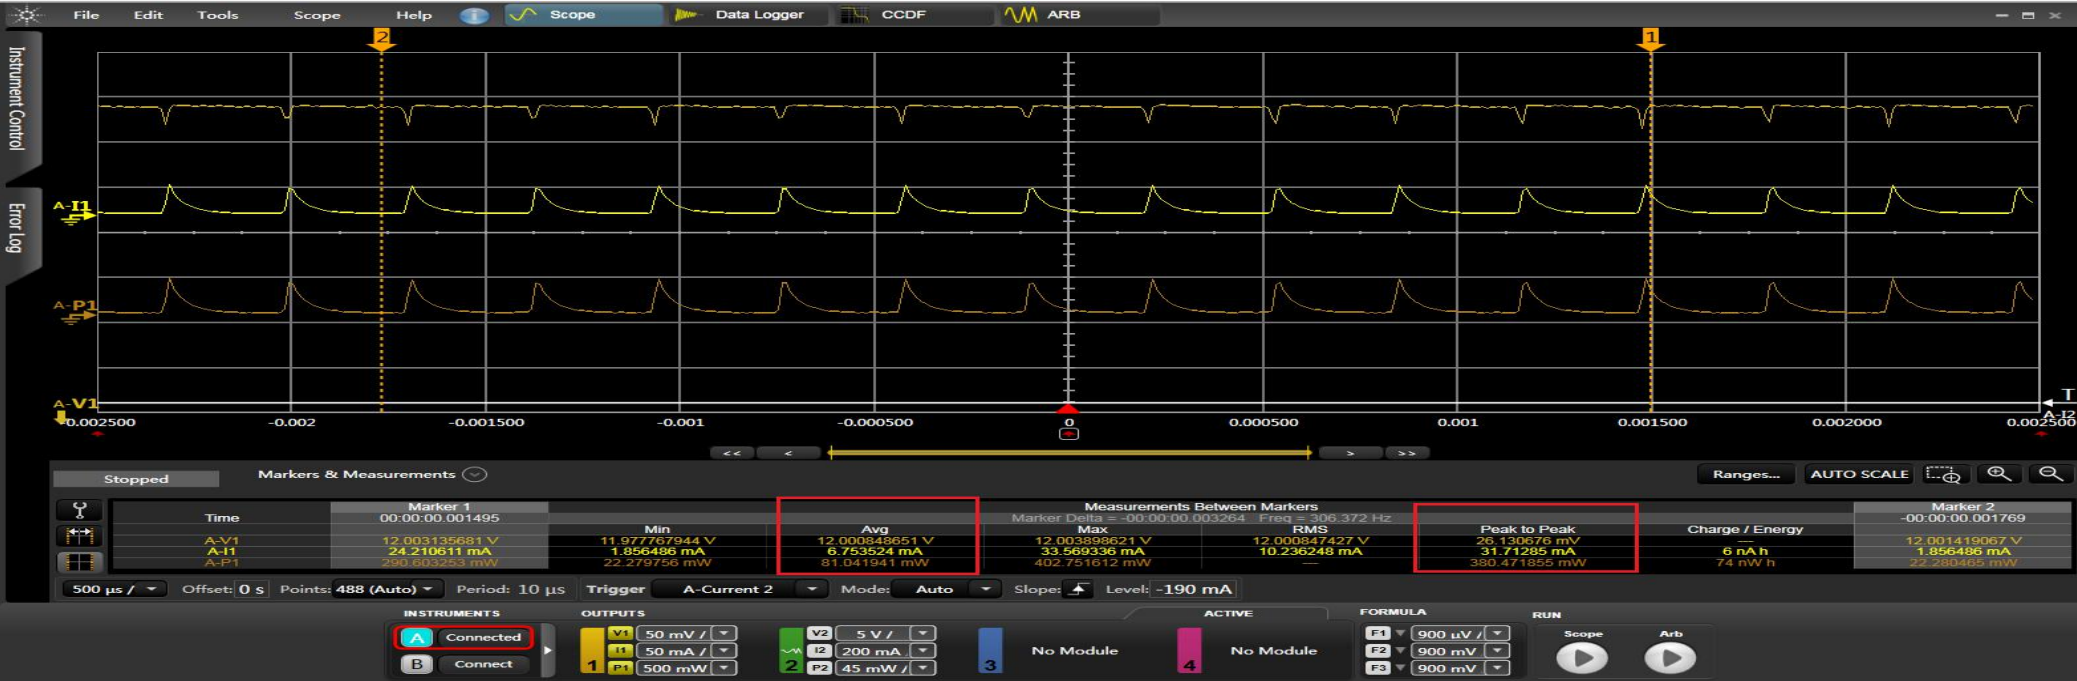 File Edit Tools Scope Help Scope Data Logger CCDF ARB
Instrument Control
Error Log
2 1
A-I1
A-P1
A-V1
T
A-I2
-0.002500 -0.002 -0.001500 -0.001 -0.000500 0 0.000500 0.001 0.001500 0.002000 0.002500
<< < > >>
Stopped Markers & Measurements Ranges... AUTO SCALE
Marker 1 Measurements Between Markers Marker 2
Time 00:00:00.001495 Marker Delta = -00:00:00.003264 Freq = 306.372 Hz -00:00:00.001769
Min Avg Max RMS Peak to Peak Charge / Energy
A-V1 12.003135681 V 11.977767944 V 12.000848651 V 12.003898621 V 12.000847427 V 26.130676 mV --- 12.001419067 V
A-I1 24.210611 mA 1.856486 mA 6.753524 mA 33.569336 mA 10.236248 mA 31.71285 mA 6 nA h 1.856486 mA
A-P1 290.603253 mW 22.279756 mW 81.041941 mW 402.751612 mW --- 380.471855 mW 74 nW h 22.280465 mW
500 µs / Offset: 0 s Points: 488 (Auto) Period: 10 µs Trigger A-Current 2 Mode: Auto Slope: Level: -190 mA
INSTRUMENTS OUTPUTS ACTIVE FORMULA RUN
A Connected
B Connect
1
V1 50 mV /
I1 50 mA /
P1 500 mW
2
V2 5 V /
I2 200 mA
P2 45 mW /
3 No Module
4 No Module
F1 900 µV /
F2 900 mV
F3 900 mV
Scope Arb